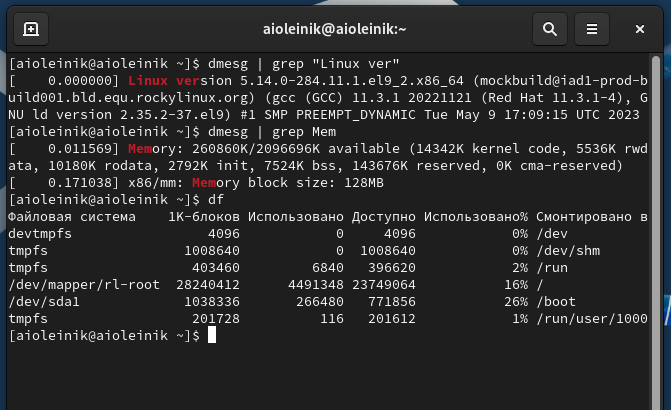 aioleinik@aioleinik:~
[aioleinik@aioleinik ~]$ dmesg | grep "Linux ver"
[    0.000000] Linux version 5.14.0-284.11.1.el9_2.x86_64 (mockbuild@iad1-prod-b
uild001.bld.equ.rockylinux.org) (gcc (GCC) 11.3.1 20221121 (Red Hat 11.3.1-4), G
NU ld version 2.35.2-37.el9) #1 SMP PREEMPT_DYNAMIC Tue May 9 17:09:15 UTC 2023
[aioleinik@aioleinik ~]$ dmesg | grep Mem
[    0.011569] Memory: 260860K/2096696K available (14342K kernel code, 5536K rwd
ata, 10180K rodata, 2792K init, 7524K bss, 143676K reserved, 0K cma-reserved)
[    0.171038] x86/mm: Memory block size: 128MB
[aioleinik@aioleinik ~]$ df
Файловая система    1K-блоков Использовано Доступно Использовано% Cмонтировано в
devtmpfs                 4096            0     4096            0% /dev
tmpfs                 1008640            0  1008640            0% /dev/shm
tmpfs                  403460         6840   396620            2% /run
/dev/mapper/rl-root  28240412      4491348 23749064           16% /
/dev/sda1             1038336       266480   771856           26% /boot
tmpfs                  201728          116   201612            1% /run/user/1000
[aioleinik@aioleinik ~]$